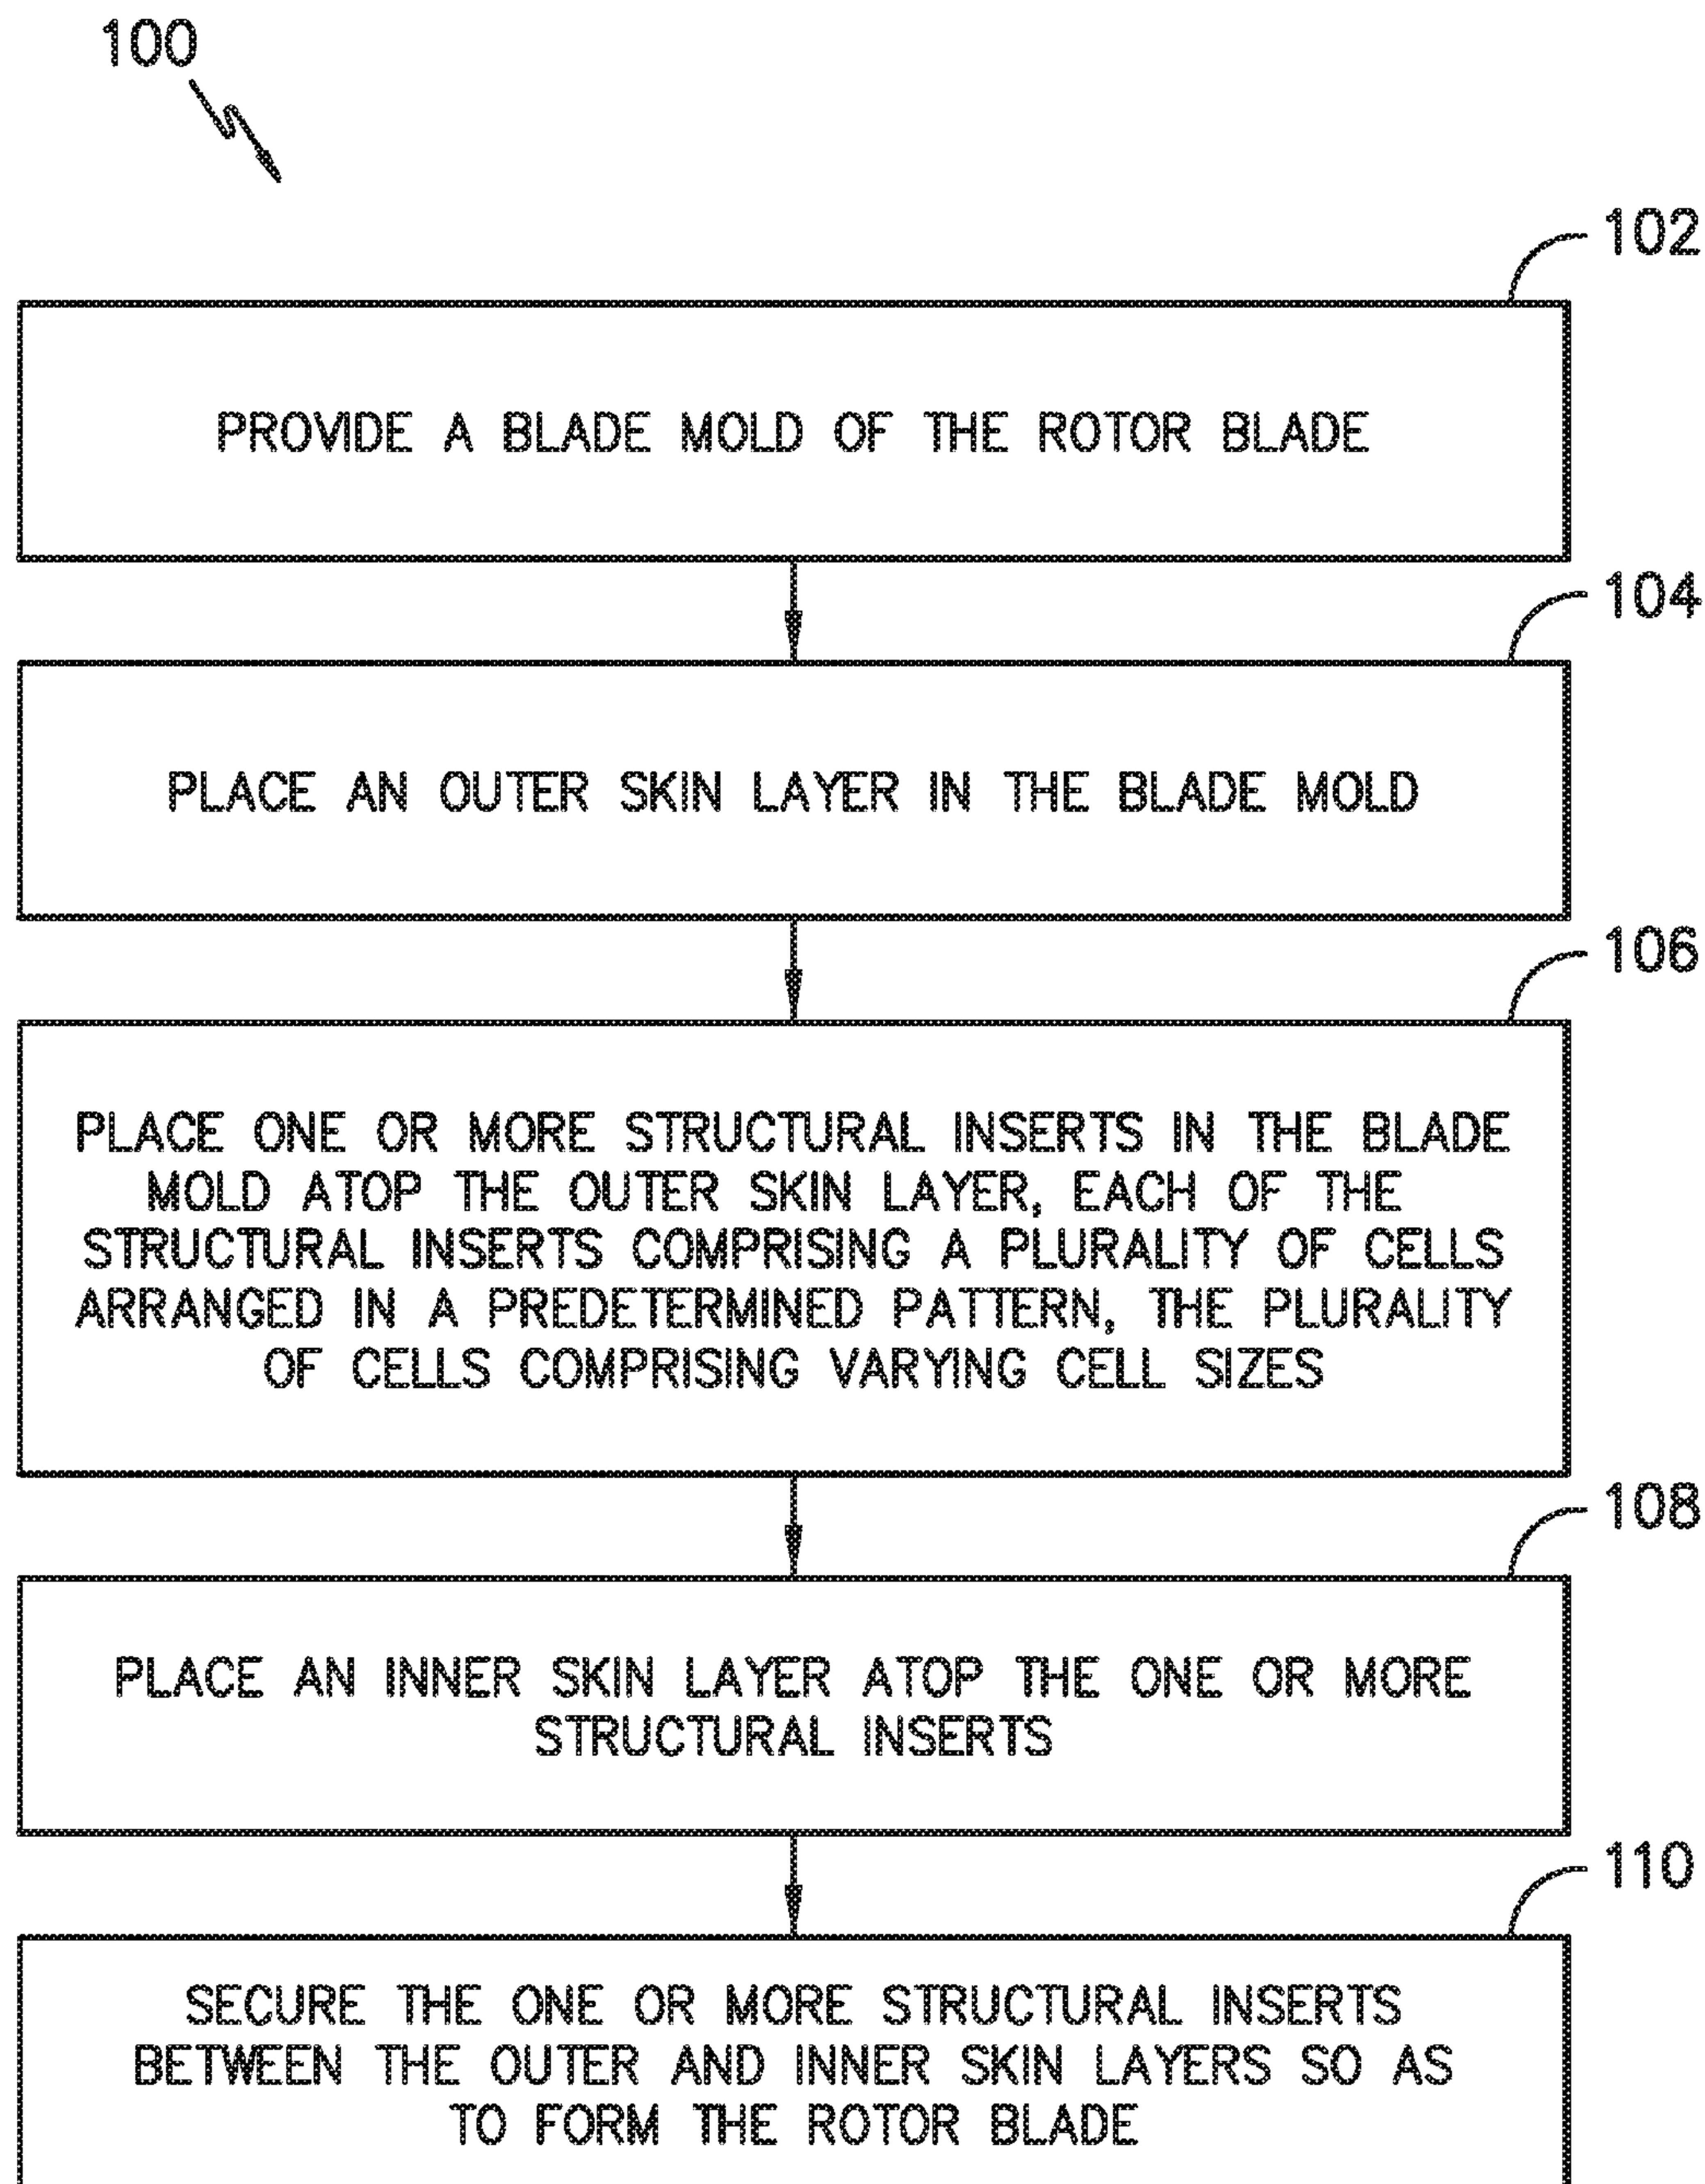 100
102
PROVIDE A BLADE MOLD OF THE ROTOR BLADE
104
PLACE AN OUTER SKIN LAYER IN THE BLADE MOLD
106
PLACE ONE OR MORE STRUCTURAL INSERTS IN THE BLADE
MOLD ATOP THE OUTER SKIN LAYER, EACH OF THE
STRUCTURAL INSERTS COMPRISING A PLURALITY OF CELLS
ARRANGED IN A PREDETERMINED PATTERN, THE PLURALITY
OF CELLS COMPRISING VARYING CELL SIZES
108
PLACE AN INNER SKIN LAYER ATOP THE ONE OR MORE
STRUCTURAL INSERTS
110
SECURE THE ONE OR MORE STRUCTURAL INSERTS
BETWEEN THE OUTER AND INNER SKIN LAYERS SO AS
TO FORM THE ROTOR BLADE